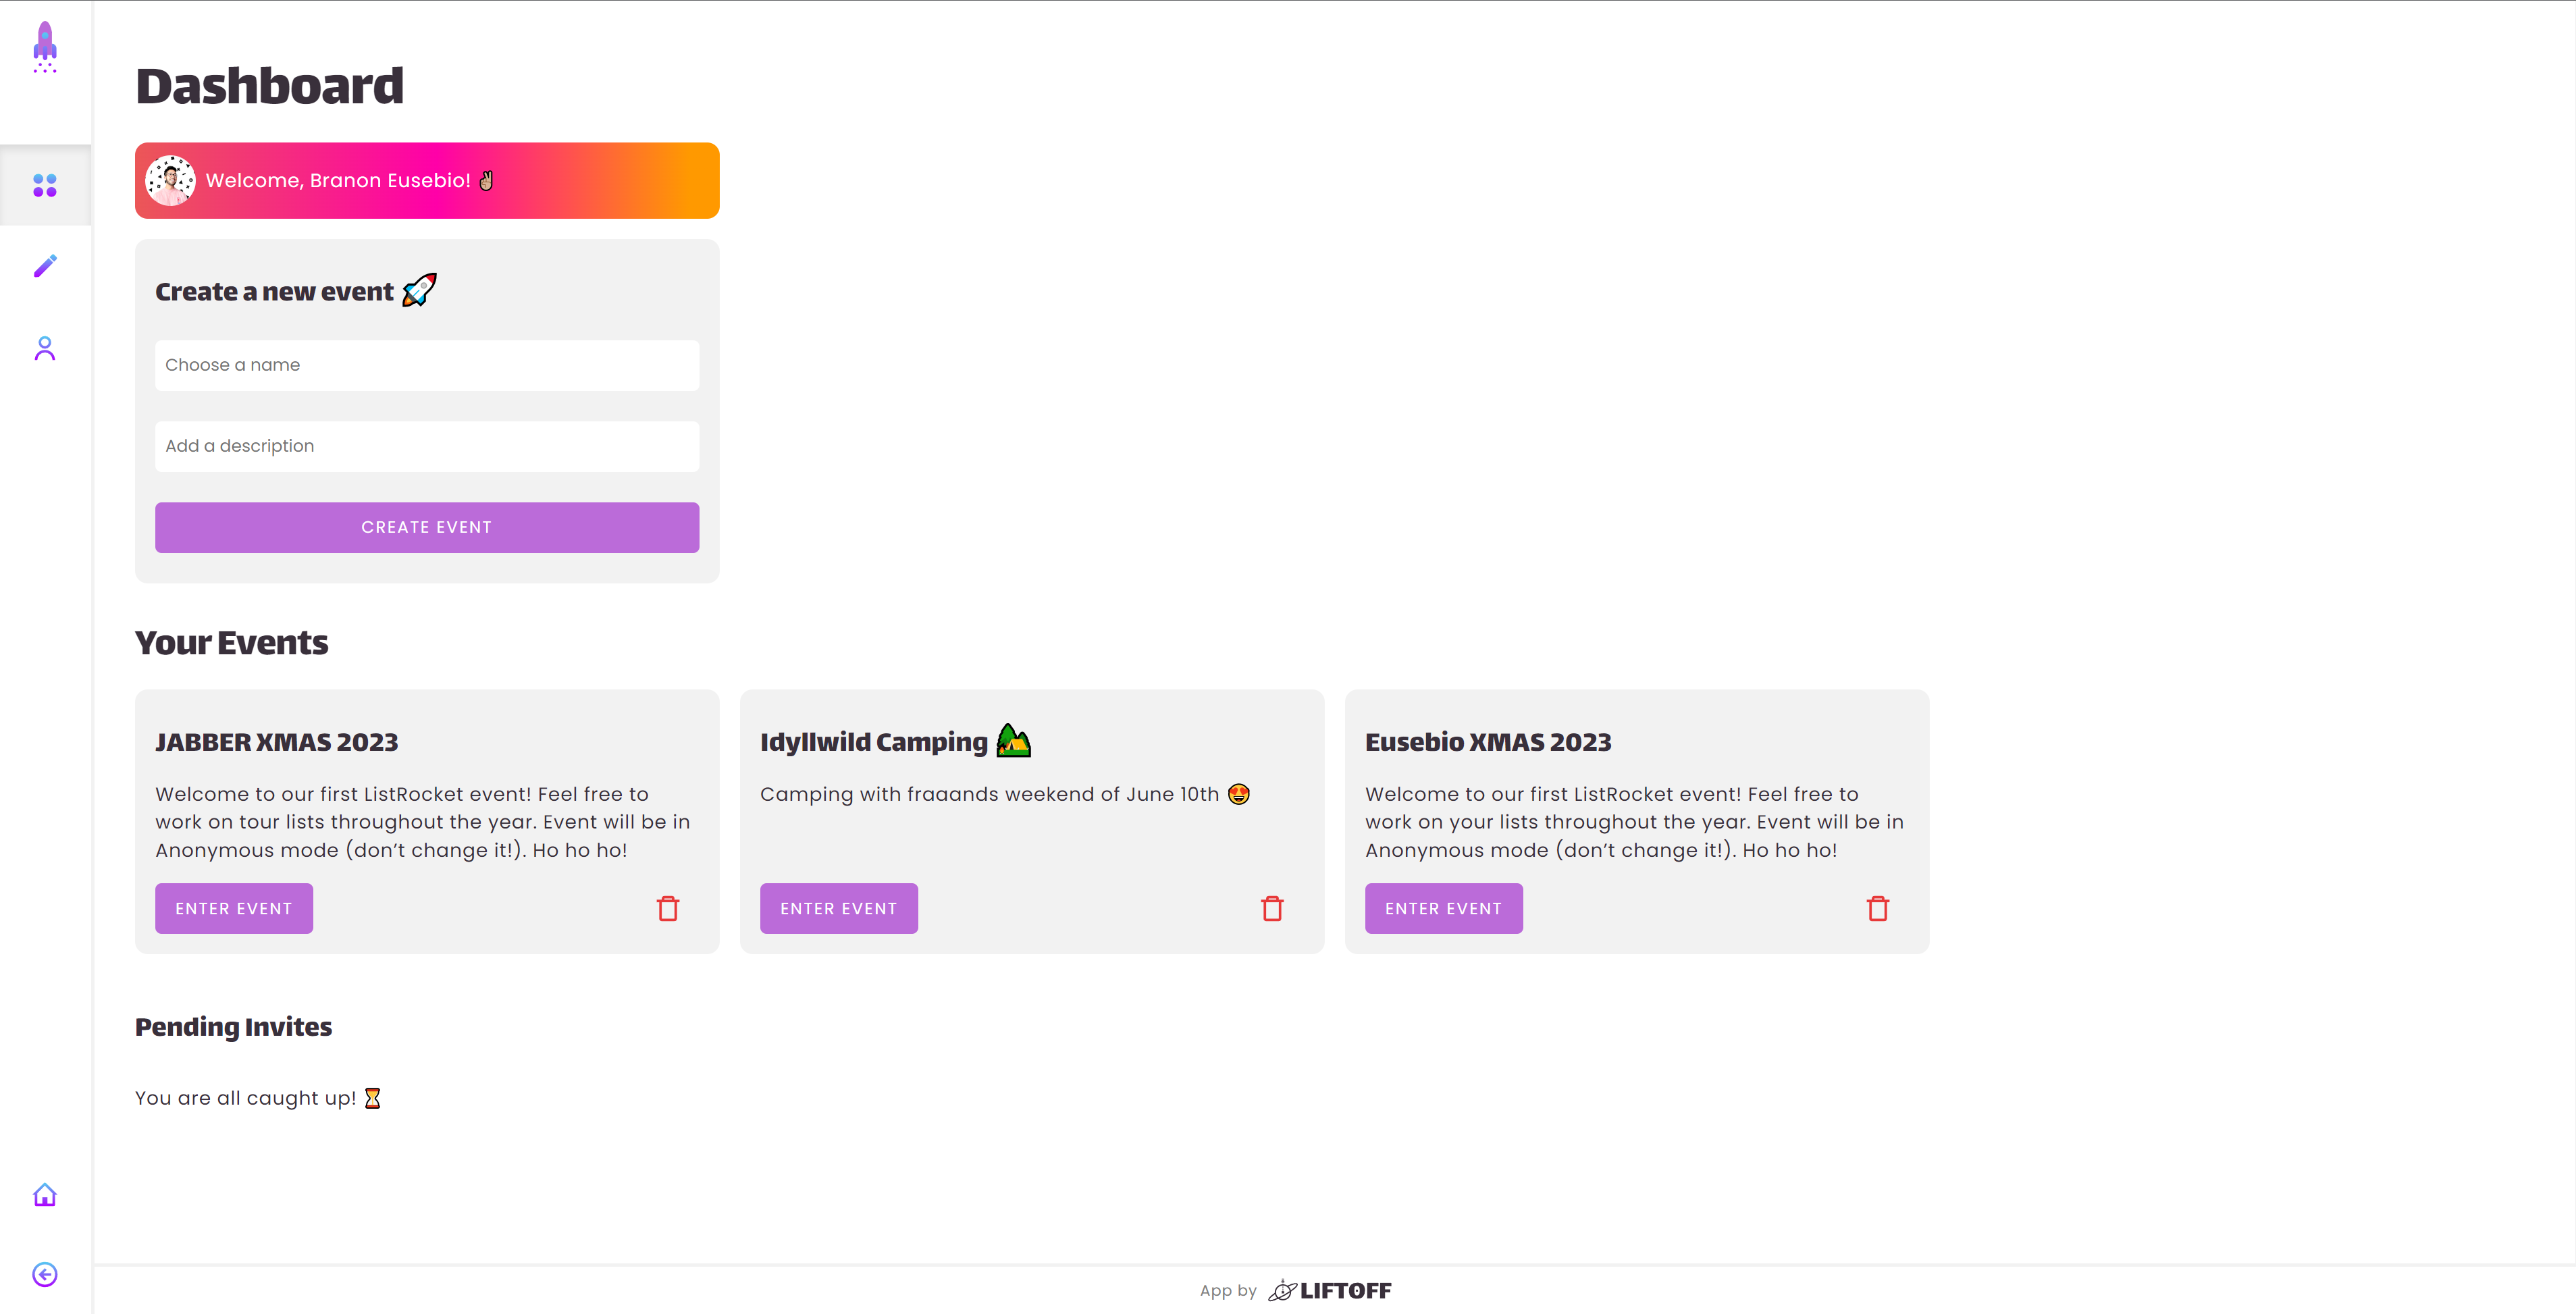 Dashboard
Welcome, Branon Eusebio! ✌🏼
Create a new event 🚀
Choose a name
Add a description
CREATE EVENT
Your Events
JABBER XMAS 2023
Welcome to our first ListRocket event! Feel free to
work on tour lists throughout the year. Event will be in
Anonymous mode (don’t change it!). Ho ho ho!
ENTER EVENT
Idyllwild Camping 🏕️
Camping with fraaands weekend of June 10th 😍
ENTER EVENT
Eusebio XMAS 2023
Welcome to our first ListRocket event! Feel free to
work on your lists throughout the year. Event will be in
Anonymous mode (don’t change it!). Ho ho ho!
ENTER EVENT
Pending Invites
You are all caught up! ⏳
App by LIFTOFF